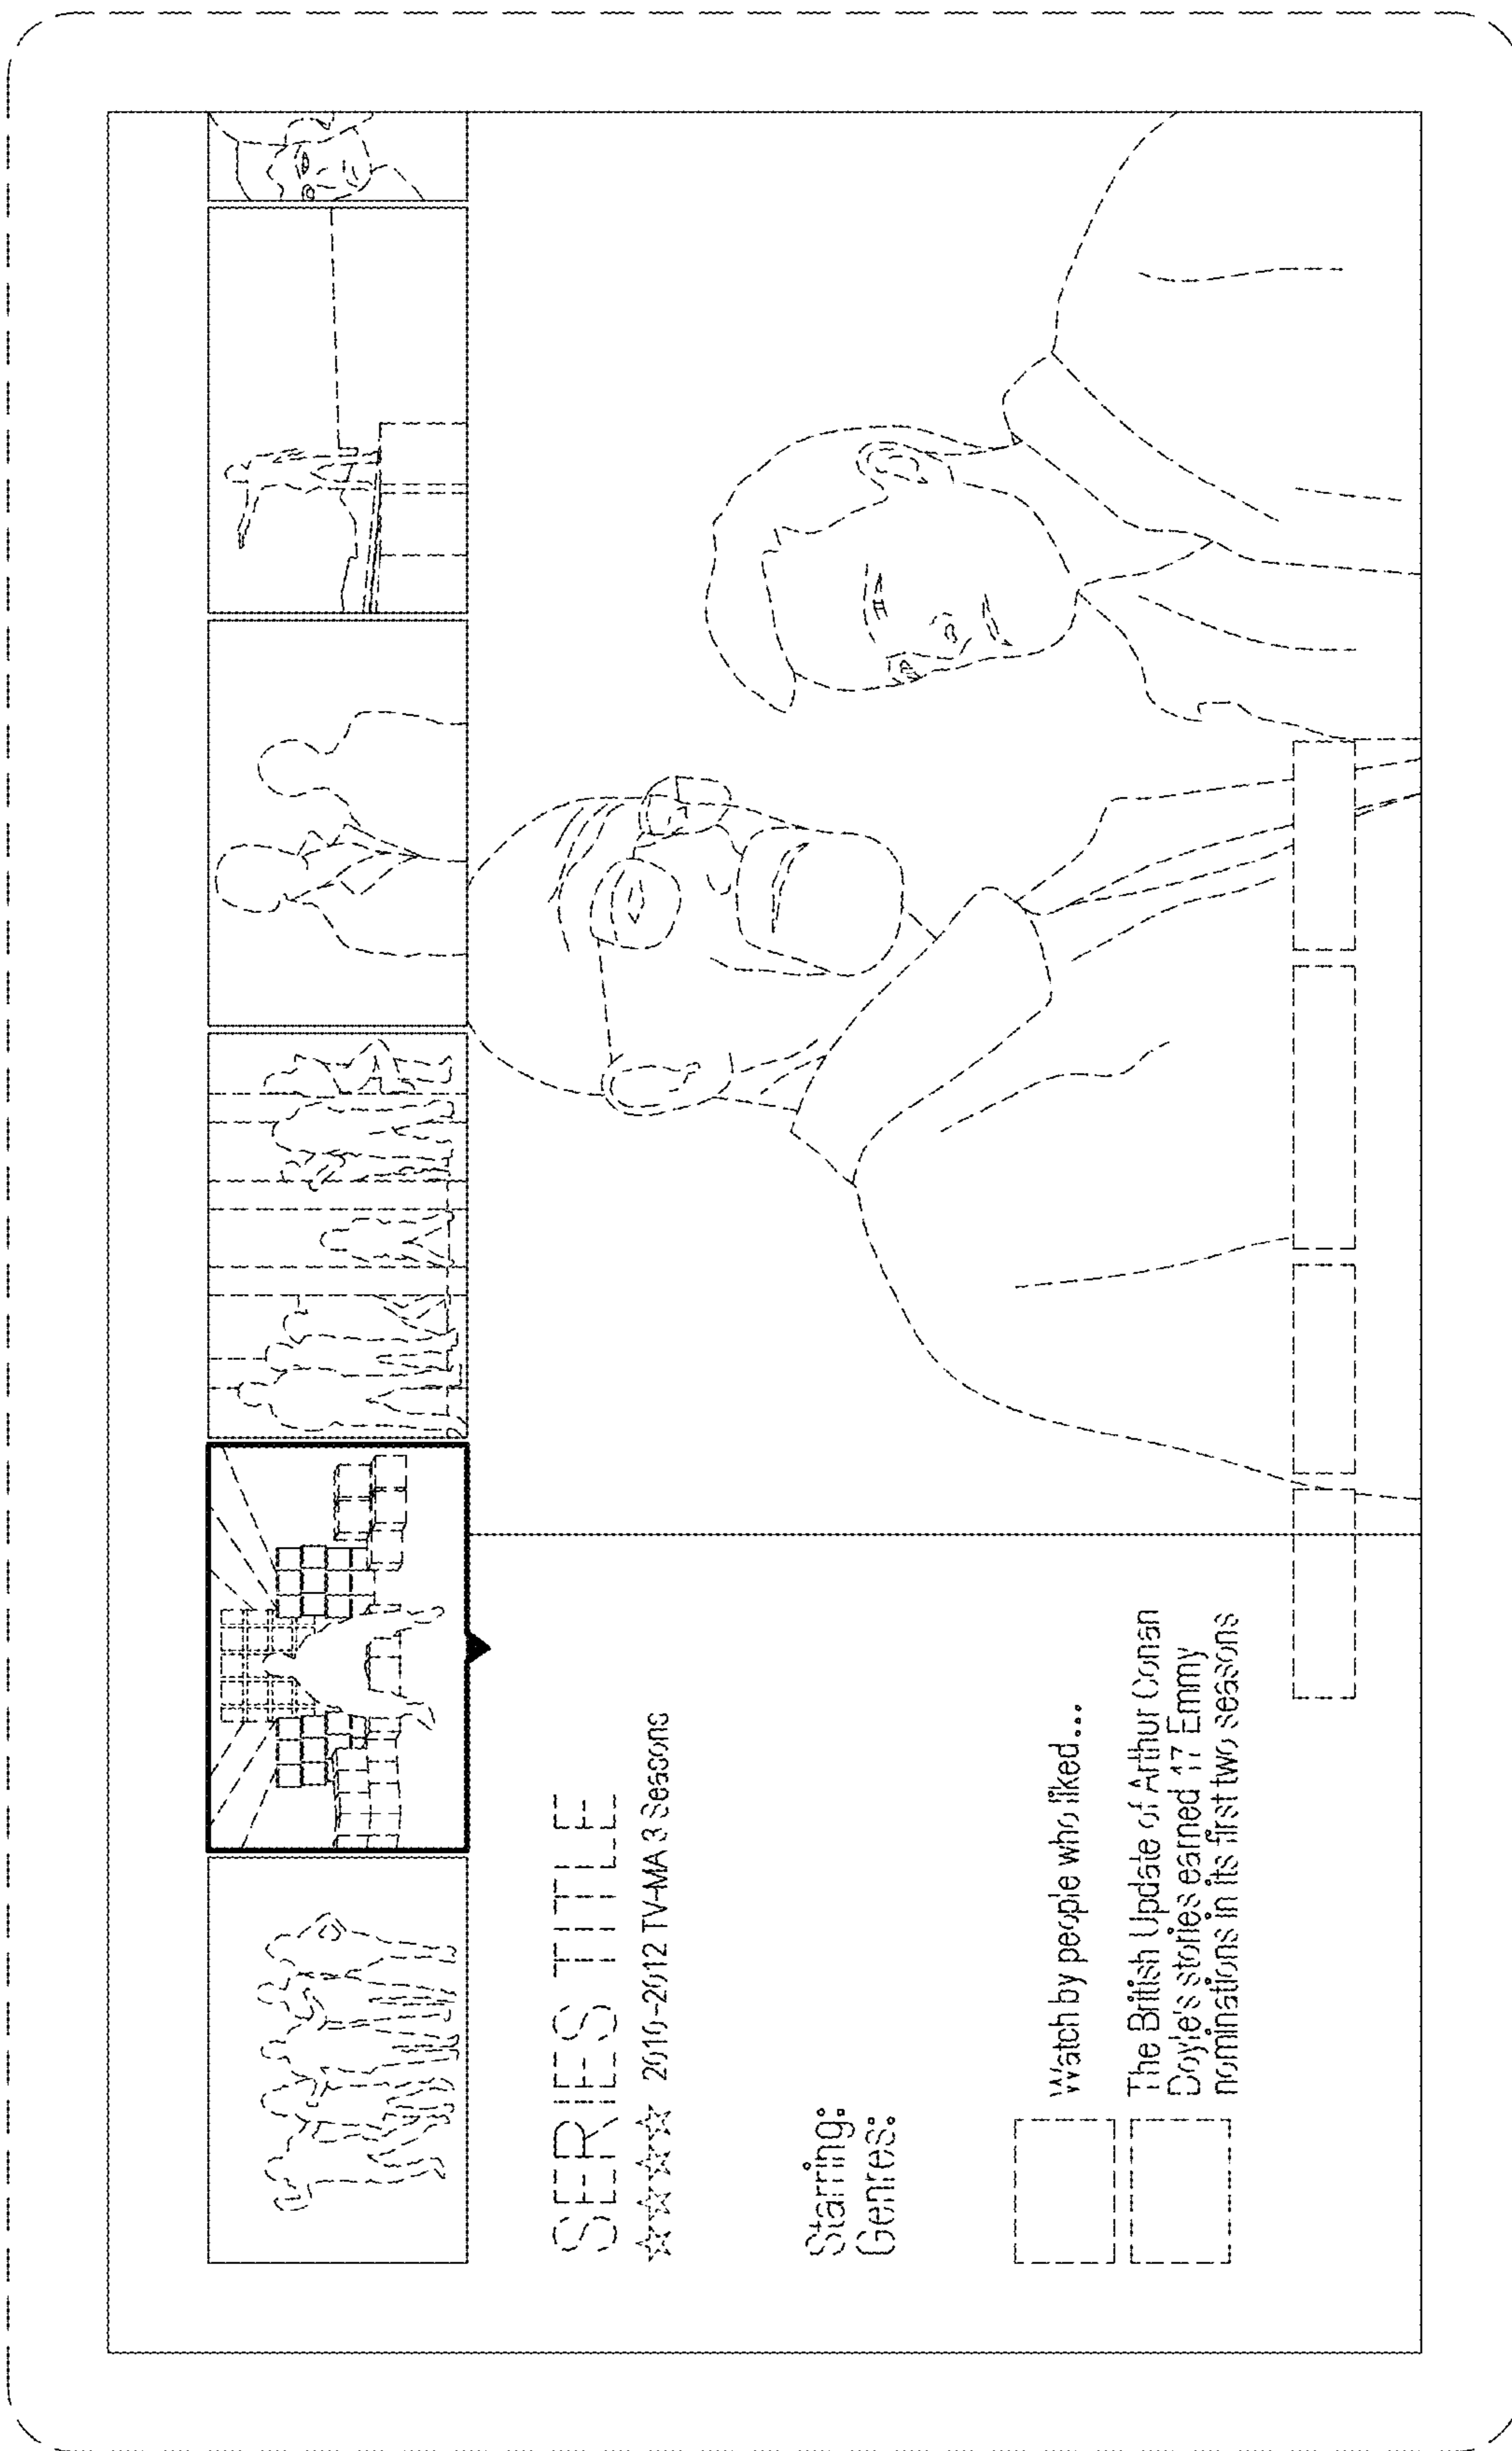 SERIES TITLE
☆☆☆☆☆ 2010-2012 TV-MA 3 Seasons
Starring:
Genres:
Watch by people who liked...
The British Update of Arthur Conan
Doyle's stories earned 17 Emmy
nominations in its first two seasons